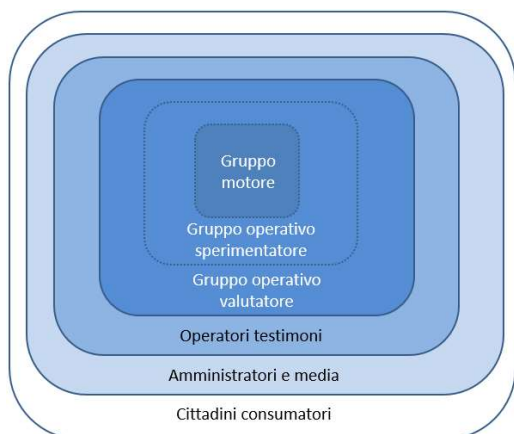 Gruppo
motore
Gruppo operativo
sperimentatore
Gruppo operativo
valutatore
Operatori testimoni
Amministratori e media
Cittadini consumatori